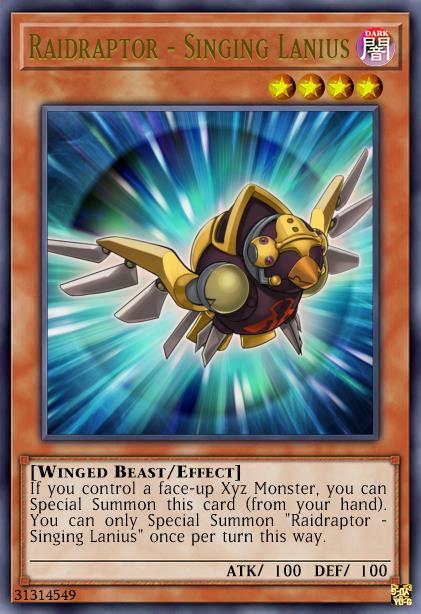 Raidraptor - Singing Lanius
DARK
闇
[Winged Beast/Effect]
If you control a face-up Xyz Monster, you can
Special Summon this card (from your hand).
You can only Special Summon "Raidraptor -
Singing Lanius" once per turn this way.
ATK/ 100 DEF/ 100
31314549